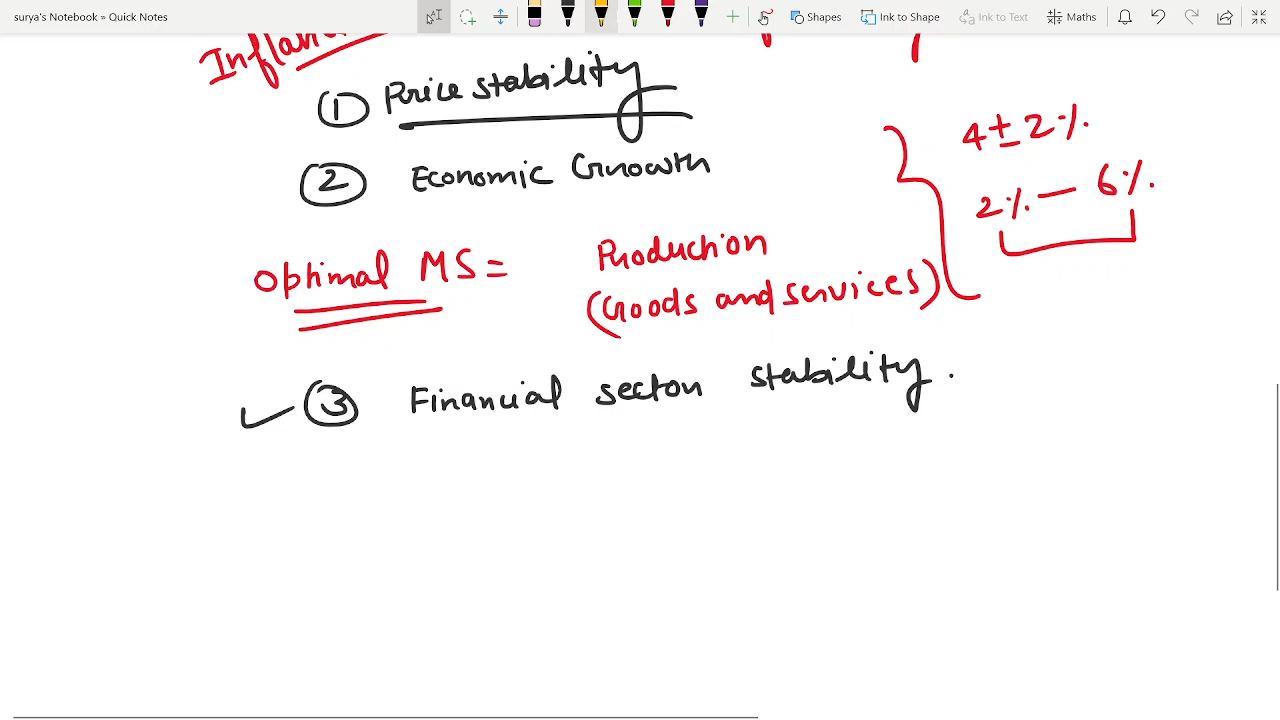 surya's Notebook » Quick Notes
Shapes
Ink to Shape
Ink to Text
Maths
① Price stability
② Economic Growth
4 ± 2%.
2% — 6%.
Optimal MS =
Production
(Goods and services)
③ Financial sector stability.